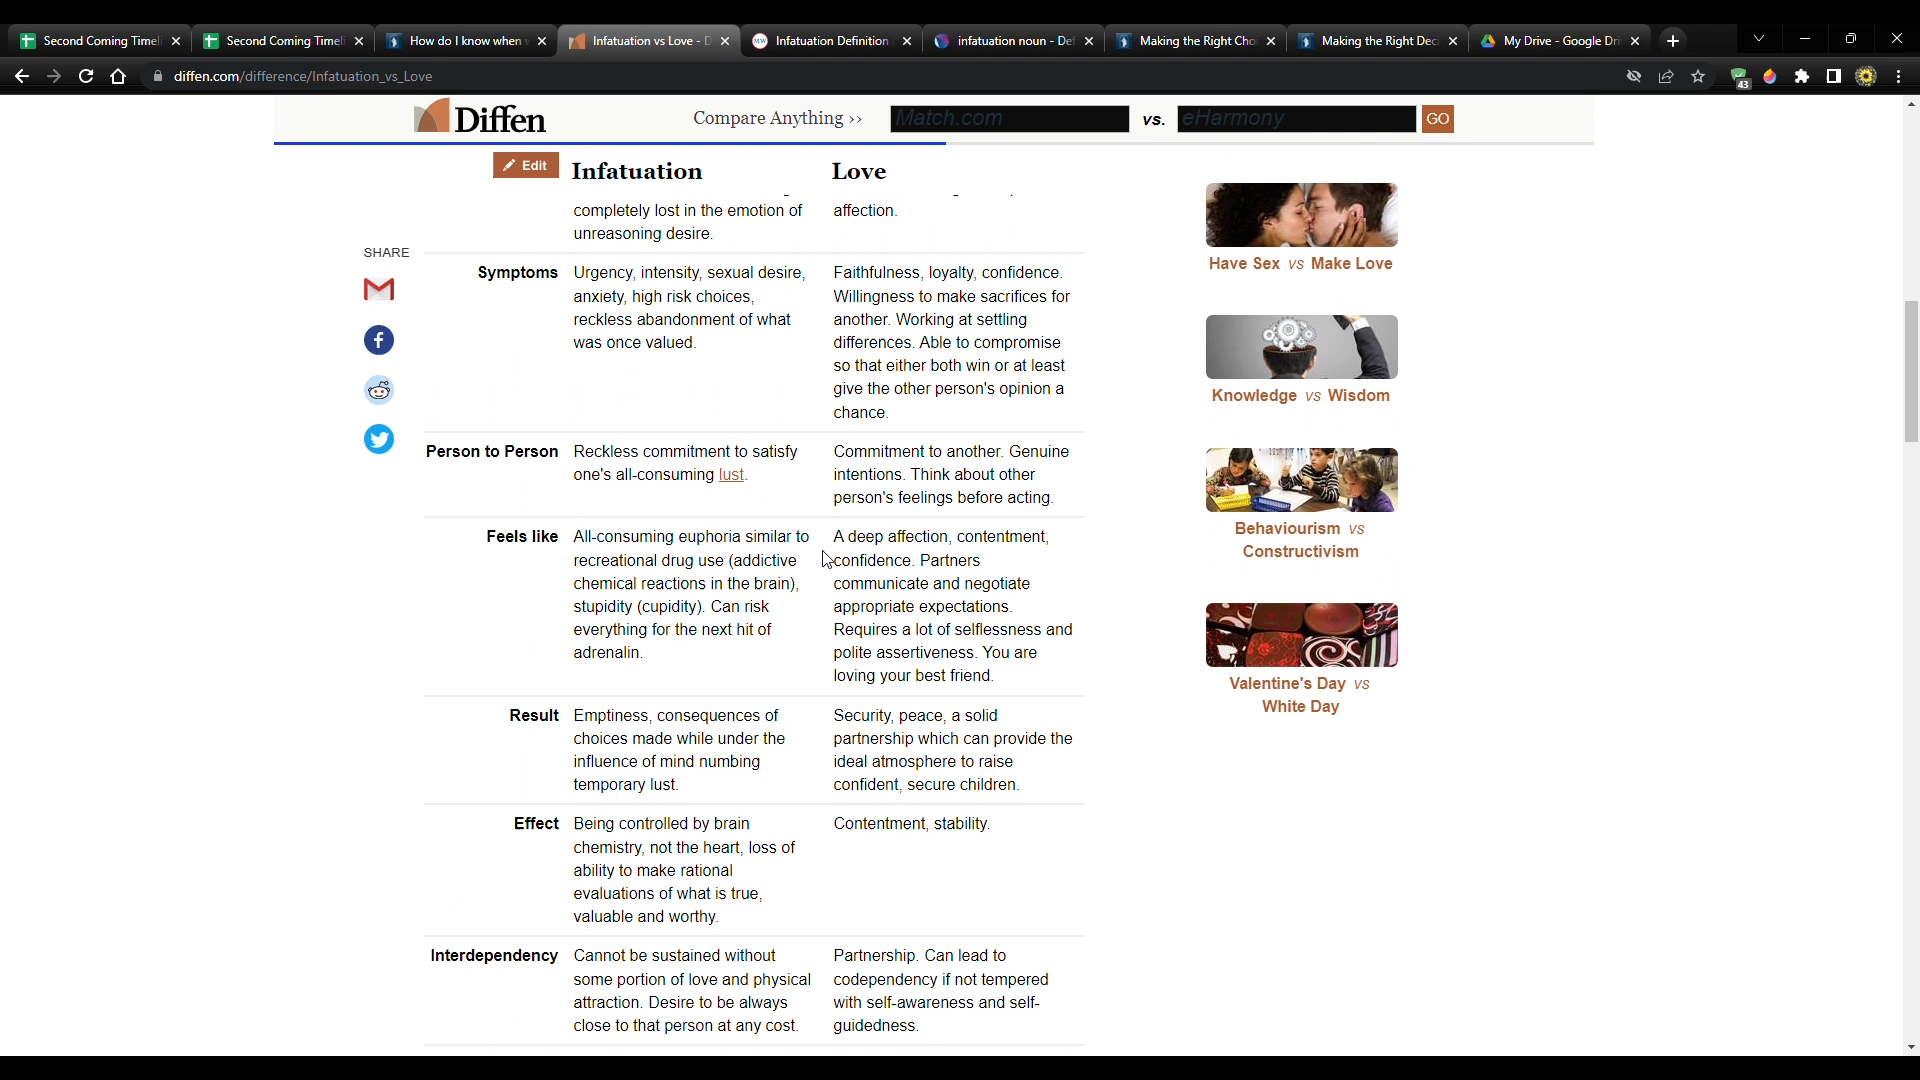 Second Coming Timeli
Second Coming Timeli
How do I know when
Infatuation vs Love - D
Infatuation Definition
infatuation noun - Def
Making the Right Cho
Making the Right Deci
My Drive - Google Dri
diffen.com/difference/Infatuation_vs_Love
43
Diffen
Compare Anything ››
Match.com
vs.
eHarmony
GO
Edit
Infatuation
Love
completely lost in the emotion of
unreasoning desire.
affection.
SHARE
Symptoms
Urgency, intensity, sexual desire,
anxiety, high risk choices,
reckless abandonment of what
was once valued.
Faithfulness, loyalty, confidence.
Willingness to make sacrifices for
another. Working at settling
differences. Able to compromise
so that either both win or at least
give the other person's opinion a
chance.
Person to Person
Reckless commitment to satisfy
one's all-consuming lust.
Commitment to another. Genuine
intentions. Think about other
person's feelings before acting.
Feels like
All-consuming euphoria similar to
recreational drug use (addictive
chemical reactions in the brain),
stupidity (cupidity). Can risk
everything for the next hit of
adrenalin.
A deep affection, contentment,
confidence. Partners
communicate and negotiate
appropriate expectations.
Requires a lot of selflessness and
polite assertiveness. You are
loving your best friend.
Result
Emptiness, consequences of
choices made while under the
influence of mind numbing
temporary lust.
Security, peace, a solid
partnership which can provide the
ideal atmosphere to raise
confident, secure children.
Effect
Being controlled by brain
chemistry, not the heart, loss of
ability to make rational
evaluations of what is true,
valuable and worthy.
Contentment, stability.
Interdependency
Cannot be sustained without
some portion of love and physical
attraction. Desire to be always
close to that person at any cost.
Partnership. Can lead to
codependency if not tempered
with self-awareness and self-
guidedness.
Have Sex vs Make Love
Knowledge vs Wisdom
Behaviourism vs
Constructivism
Valentine's Day vs
White Day